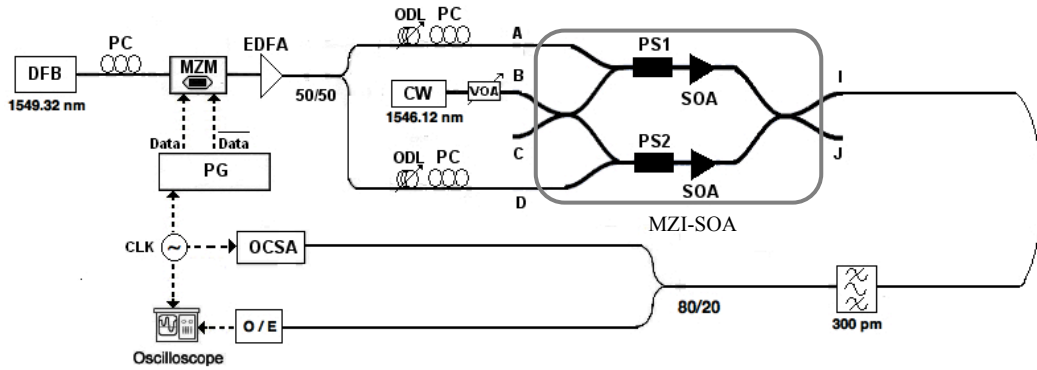 ODL PC A
PC EDFA PS1
DFB MZM B I
CW VOA SOA
1549.32 nm 50/50
1546.12 nm
PS2
Data Data C J
ODL PC
PG SOA
D
MZI-SOA
CLK ~ OCSA
80/20
O / E 300 pm
Oscilloscope